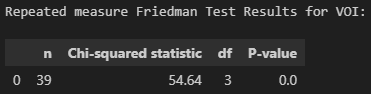 Repeated measure Friedman Test Results for VOI:
n Chi-squared statistic df P-value
0 39 54.64 3 0.0